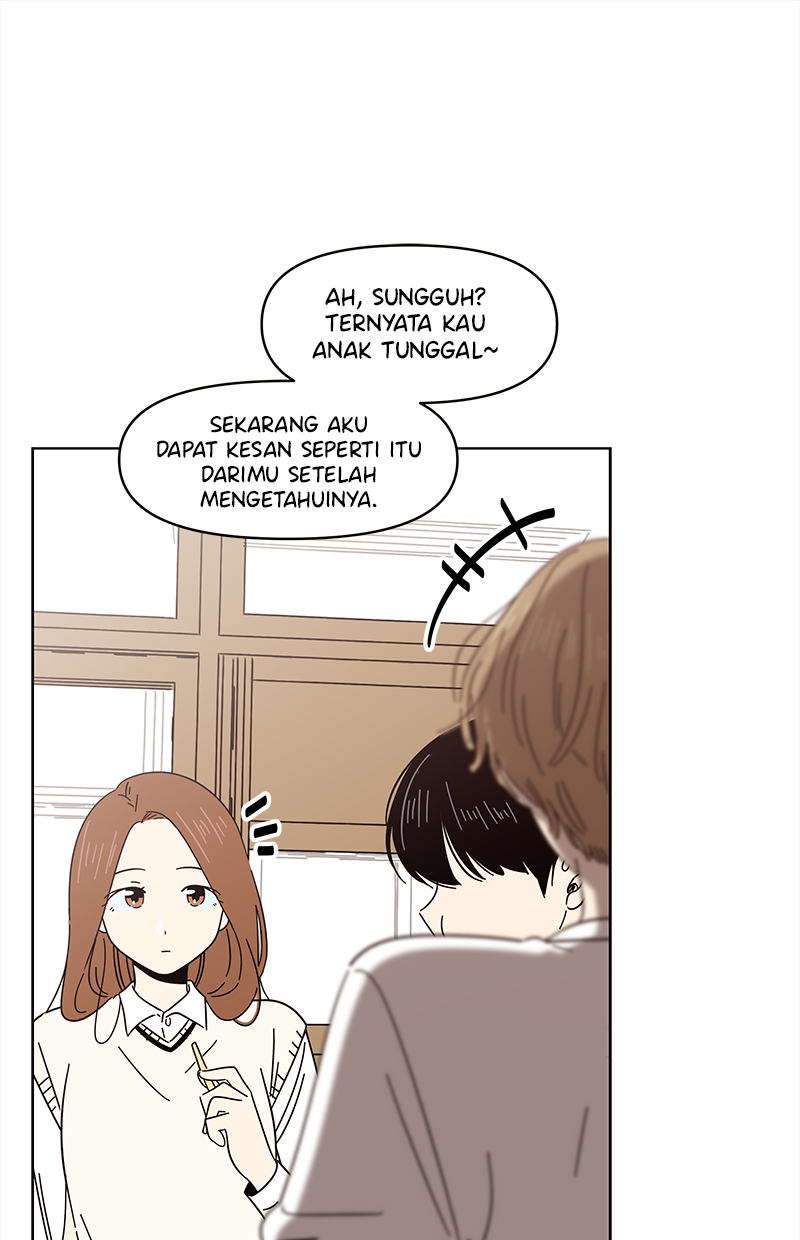 AH, SUNGGUH?
TERNYATA KAU
ANAK TUNGGAL~
SEKARANG AKU
DAPAT KESAN SEPERTI ITU
DARIMU SETELAH
MENGETAHUINYA.